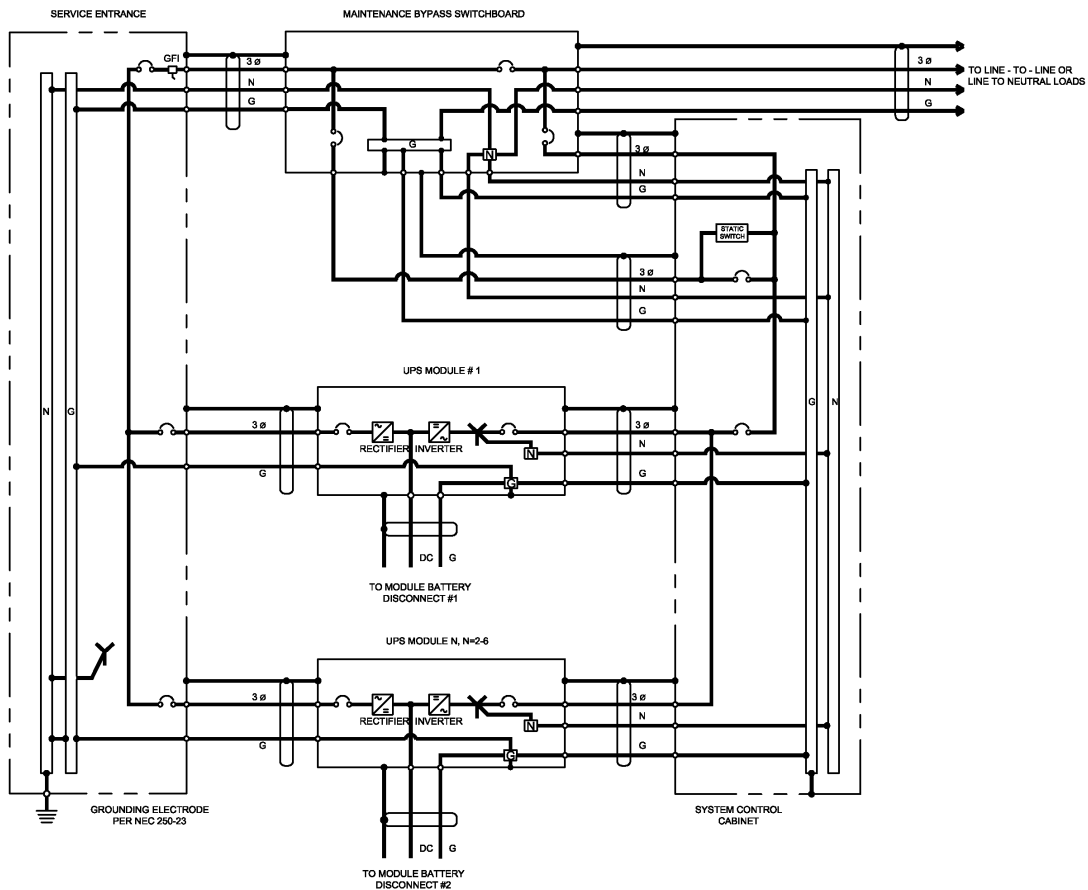 SERVICE ENTRANCE
MAINTENANCE BYPASS SWITCHBOARD
GFI
3 ø
N
G
3 ø
N
G
TO LINE - TO - LINE OR
LINE TO NEUTRAL LOADS
G
N
3 ø
N
G
STATIC
SWITCH
3 ø
N
G
UPS MODULE # 1
N
G
G
N
3 ø
RECTIFIER
INVERTER
N
3 ø
N
G
G
G
DC
G
TO MODULE BATTERY
DISCONNECT #1
UPS MODULE N, N=2-6
3 ø
RECTIFIER
INVERTER
N
3 ø
N
G
G
G
DC
G
TO MODULE BATTERY
DISCONNECT #2
GROUNDING ELECTRODE
PER NEC 250-23
SYSTEM CONTROL
CABINET